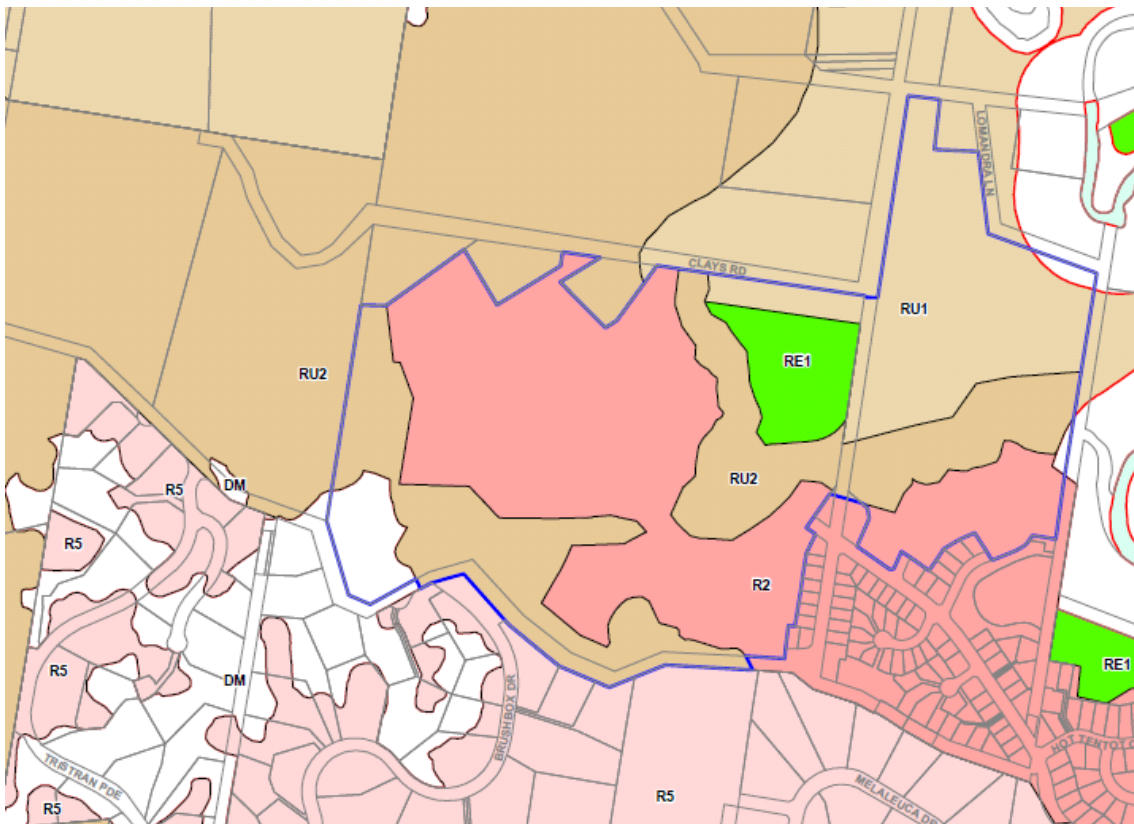 LOMANDRA LN
CLAYS RD
RU1
RE1
RU2
RU2
DM
R5
R5
R2
R5
DM
RE1
BRUSHBOX DR
HOT TENTOT C
TRISTRAN PDE
MELALEUCA DR
R5
R5